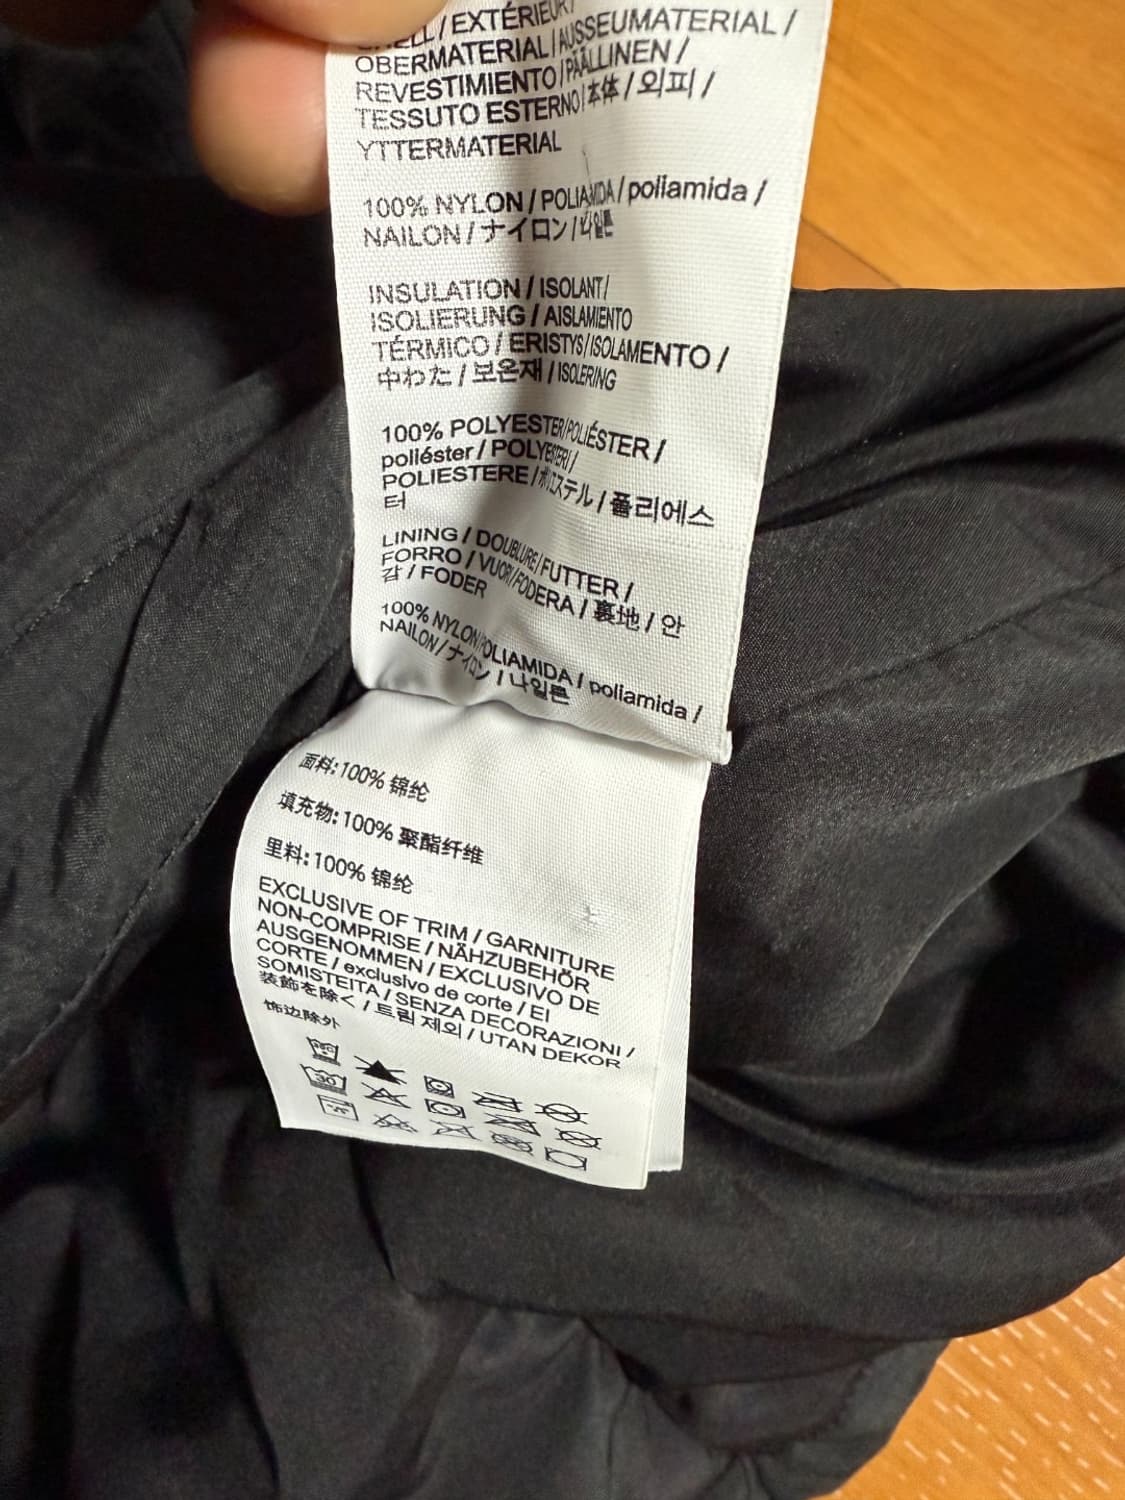 SHELL / EXTÉRIEUR /
OBERMATERIAL / AUSSEUMATERIAL /
REVESTIMIENTO / PÄÄLLINEN /
TESSUTO ESTERNO / 本体 / 외피 /
YTTERMATERIAL
100% NYLON / POLIAMIDA / poliamida /
NAILON / ナイロン / 나일론
INSULATION / ISOLANT /
ISOLIERUNG / AISLAMIENTO
TÉRMICO / ERISTYS / ISOLAMENTO /
中わた / 보온재 / ISOLERING
100% POLYESTER / POLIÉSTER /
poliéster / POLYESTERI /
POLIESTERE / ポリエステル / 폴리에스
터
LINING / DOUBLURE / FUTTER /
FORRO / VUORI / FODERA / 裏地 / 안
감 / FODER
100% NYLON / POLIAMIDA / poliamida /
NAILON / ナイロン / 나일론
面料:100% 锦纶
填充物:100% 聚酯纤维
里料:100% 锦纶
EXCLUSIVE OF TRIM / GARNITURE
NON-COMPRISE / NÄHZUBEHÖR
AUSGENOMMEN / EXCLUSIVO DE
CORTE / exclusivo de corte / EI
SOMISTEITA / SENZA DECORAZIONI /
装飾を除く / 트림 제외 / UTAN DEKOR
饰边除外
30